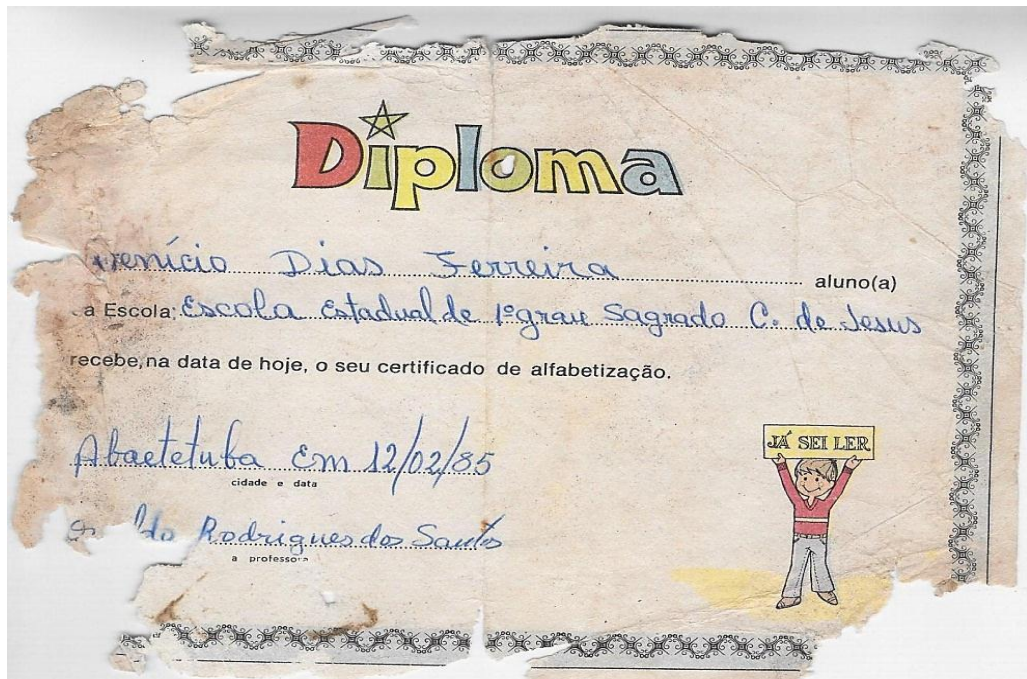 Diploma
Dias Ferreira aluno(a)
a Escola: Escola Estadual de 1º grau Sagrado C. de Jesus
recebe, na data de hoje, o seu certificado de alfabetização.
JÁ SEI LER
Abaetetuba Em 12/02/85
cidade e data
Rodrigues dos Santos
a professora